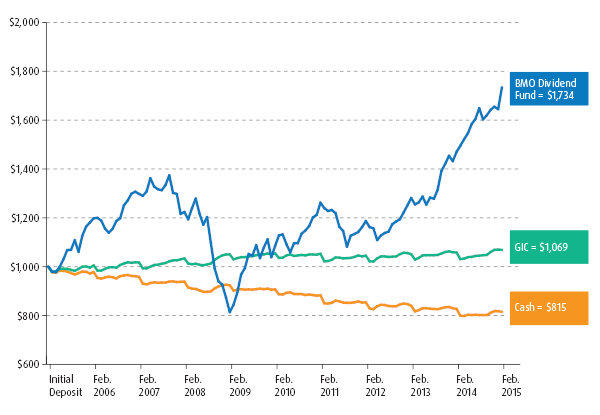 $2,000
$1,800
$1,600
$1,400
$1,200
$1,000
$800
$600
BMO Dividend
Fund = $1,734
GIC = $1,069
Cash = $815
Initial
Deposit
Feb.
2006
Feb.
2007
Feb.
2008
Feb.
2009
Feb.
2010
Feb.
2011
Feb.
2012
Feb.
2013
Feb.
2014
Feb.
2015